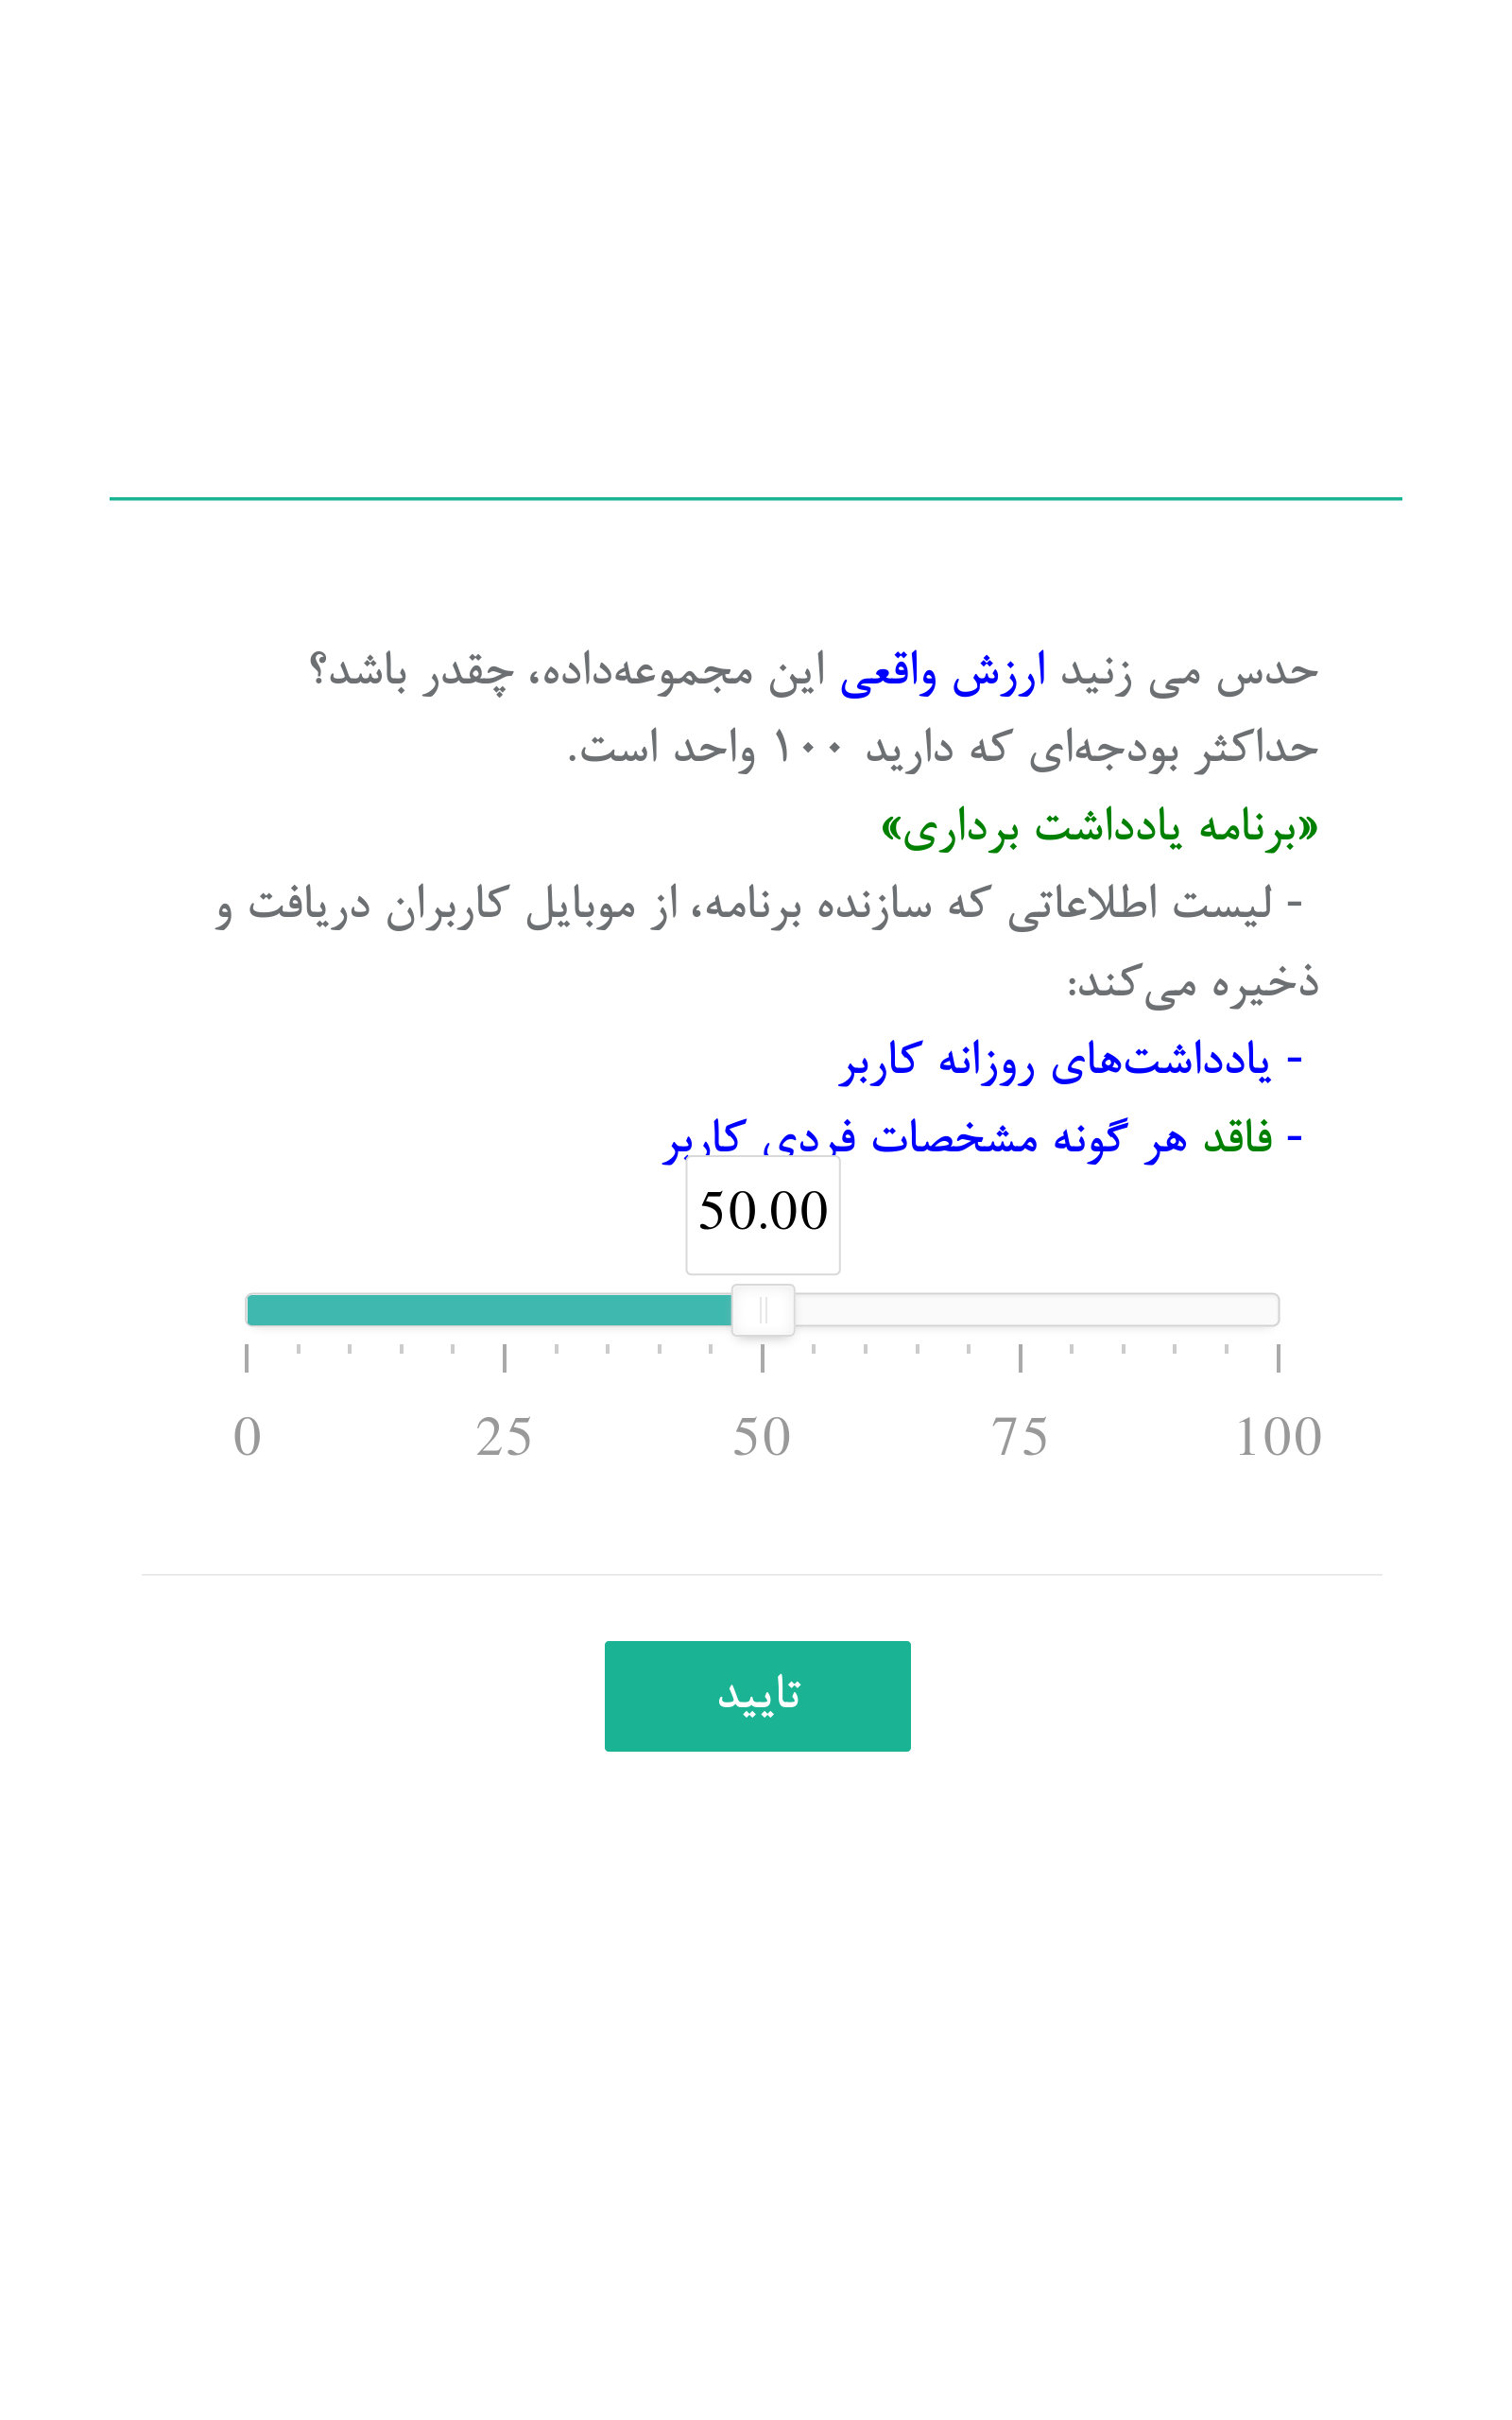 حدس می زنید ارزش واقعی این مجموعه‌داده، چقدر باشد؟
حداکثر بودجه‌ای که دارید ۱۰۰ واحد است.
«برنامه یادداشت برداری»
- لیست اطلاعاتی که سازنده برنامه، از موبایل کاربران دریافت و
ذخیره می‌کند:
- یادداشت‌های روزانه کاربر
- فاقد هر گونه مشخصات فردی کاربر
50.00
0 25 50 75 100
تایید